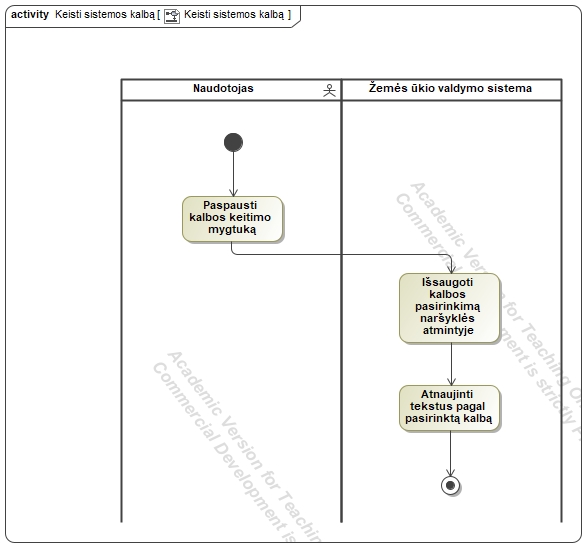 activity Keisti sistemos kalbą [ Keisti sistemos kalbą ]
Naudotojas
Žemės ūkio valdymo sistema
Paspausti
kalbos keitimo
mygtuką
Išsaugoti
kalbos
pasirinkimą
naršyklės
atmintyje
Atnaujinti
tekstus pagal
pasirinktą kalbą
Academic Version for Teaching On
Commercial Development is strictly P
Academic Version for Teachin
Commercial Development is